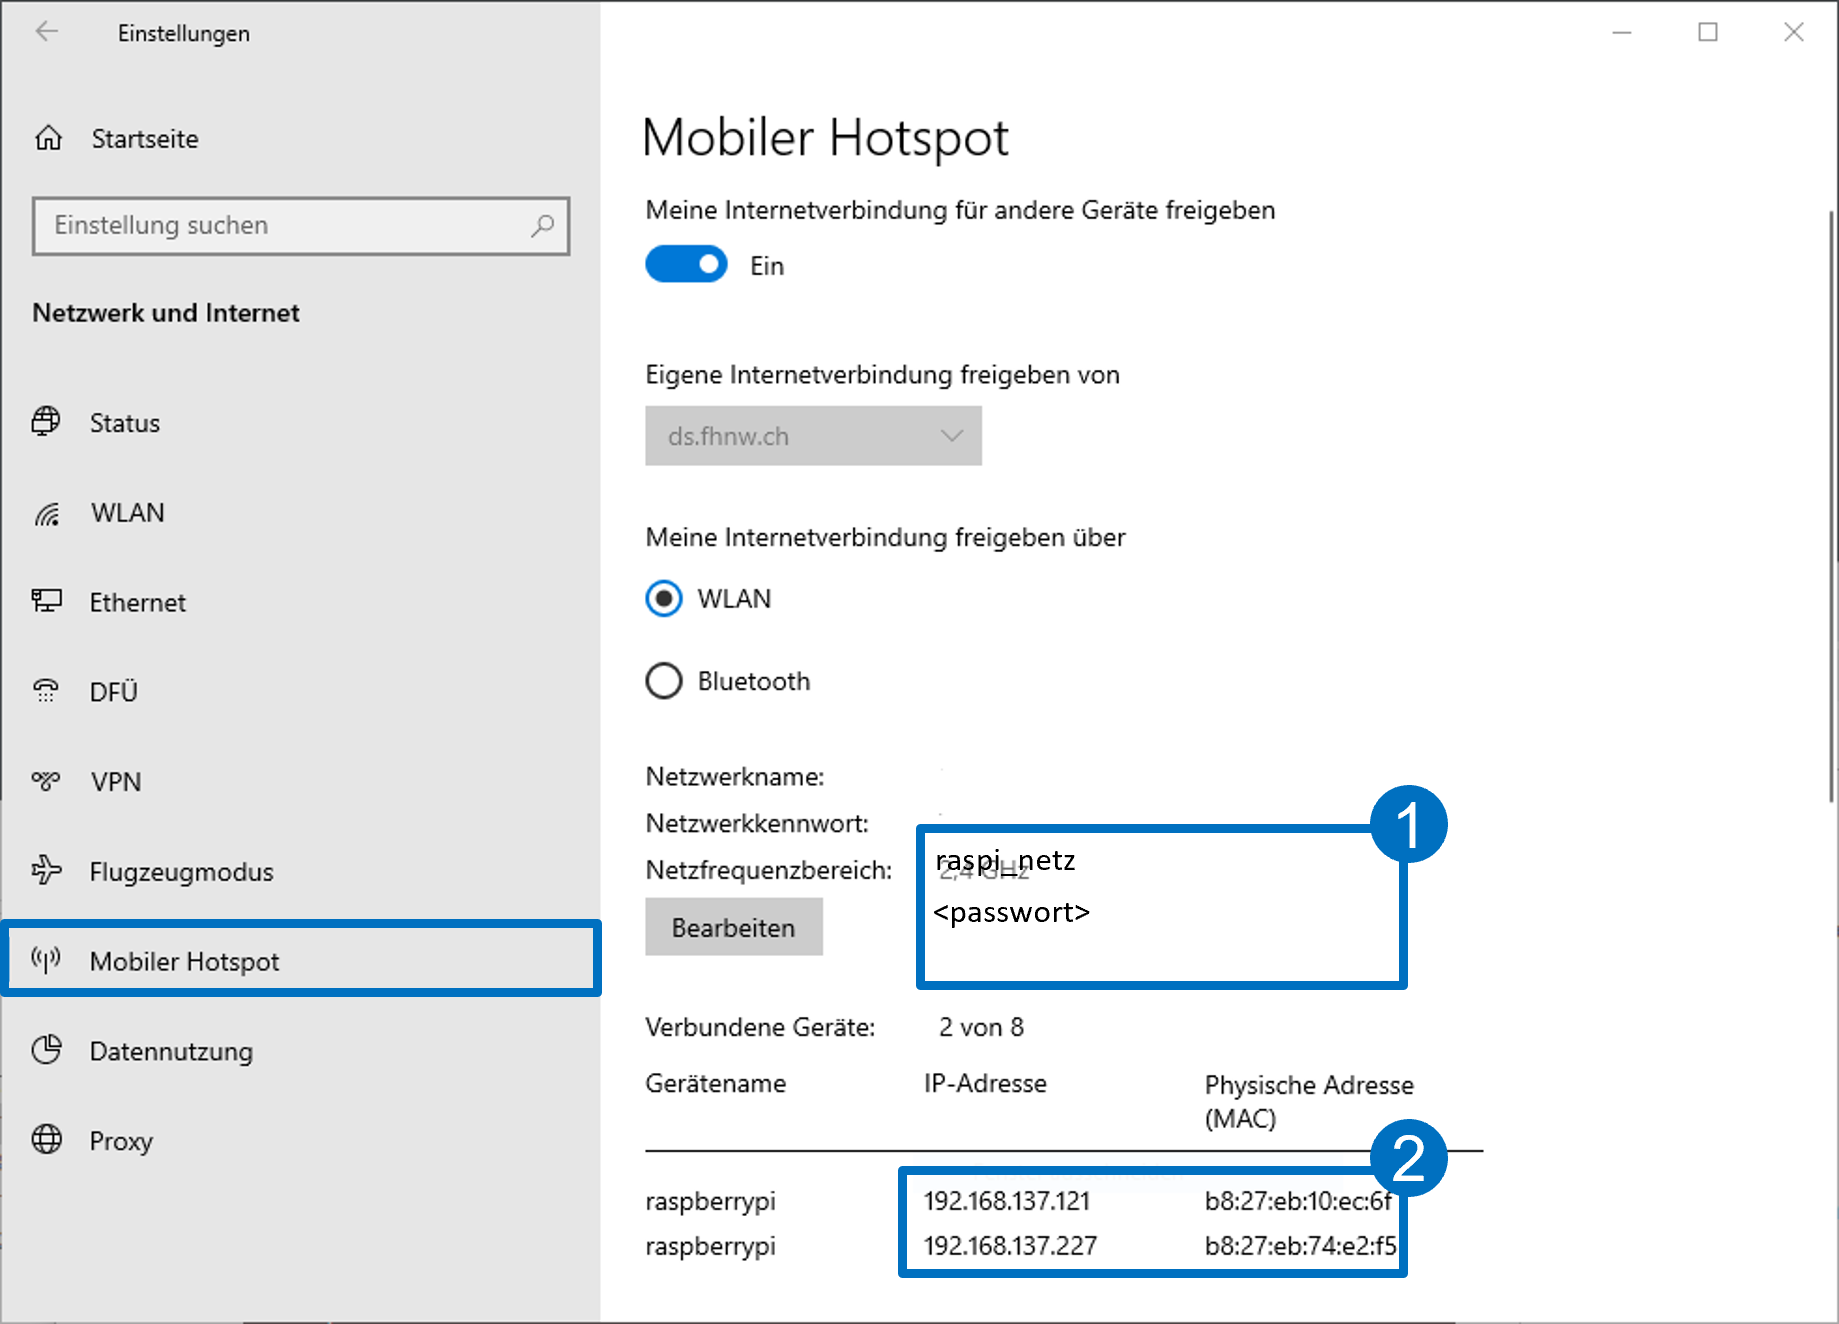 Einstellungen
Startseite
Einstellung suchen
Netzwerk und Internet
Status
WLAN
Ethernet
DFÜ
VPN
Flugzeugmodus
Mobiler Hotspot
Datennutzung
Proxy
Mobiler Hotspot
Meine Internetverbindung für andere Geräte freigeben
Ein
Eigene Internetverbindung freigeben von
ds.fhnw.ch
Meine Internetverbindung freigeben über
WLAN
Bluetooth
Netzwerkname:
Netzwerkkennwort:
1
raspi_netz
Netzfrequenzbereich: 2,4 GHz
<passwort>
Bearbeiten
Verbundene Geräte: 2 von 8
Gerätename IP-Adresse Physische Adresse
(MAC)
2
raspberrypi 192.168.137.121 b8:27:eb:10:ec:6f
raspberrypi 192.168.137.227 b8:27:eb:74:e2:f5